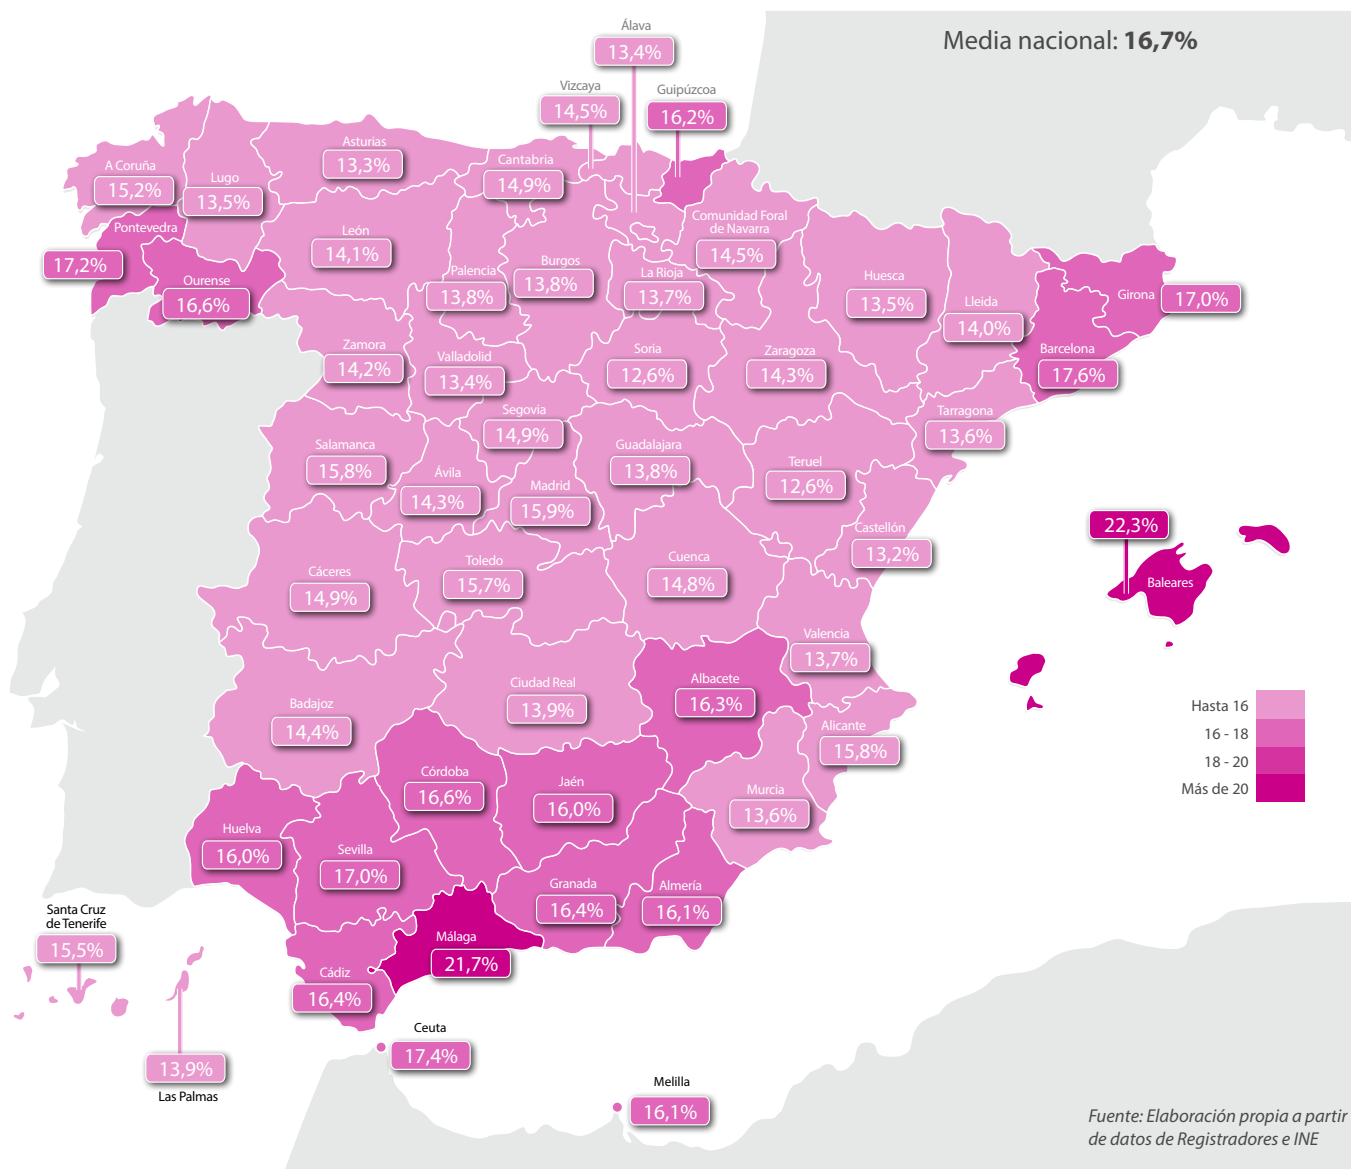 Media nacional: 16,7%
Álava
13,4%
Vizcaya
14,5%
Guipúzcoa
16,2%
Asturias
13,3%
Cantabria
14,9%
A Coruña
15,2%
Lugo
13,5%
Pontevedra
17,2%
Ourense
16,6%
León
14,1%
Palencia
13,8%
Burgos
13,8%
La Rioja
13,7%
Comunidad Foral
de Navarra
14,5%
Huesca
13,5%
Lleida
14,0%
Girona
17,0%
Barcelona
17,6%
Zamora
14,2%
Valladolid
13,4%
Soria
12,6%
Zaragoza
14,3%
Tarragona
13,6%
Segovia
14,9%
Salamanca
15,8%
Ávila
14,3%
Madrid
15,9%
Guadalajara
13,8%
Teruel
12,6%
Castellón
13,2%
22,3%
Baleares
Cáceres
14,9%
Toledo
15,7%
Cuenca
14,8%
Valencia
13,7%
Badajoz
14,4%
Ciudad Real
13,9%
Albacete
16,3%
Alicante
15,8%
Hasta 16
16 - 18
18 - 20
Más de 20
Córdoba
16,6%
Jaén
16,0%
Murcia
13,6%
Huelva
16,0%
Sevilla
17,0%
Granada
16,4%
Almería
16,1%
Málaga
21,7%
Cádiz
16,4%
Santa Cruz
de Tenerife
15,5%
13,9%
Las Palmas
Ceuta
17,4%
Melilla
16,1%
Fuente: Elaboración propia a partir
de datos de Registradores e INE